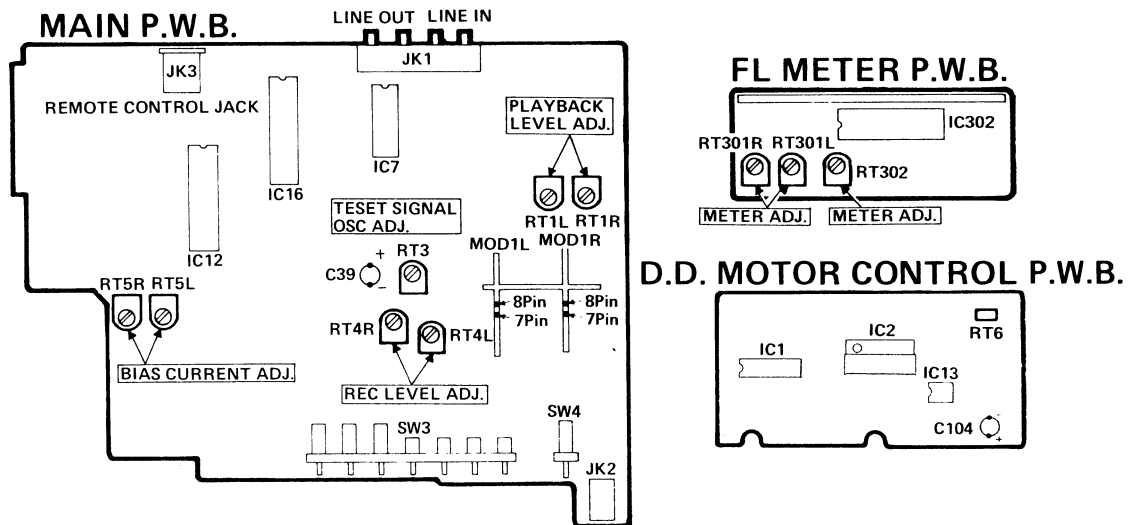 MAIN P.W.B.
LINE OUT LINE IN
JK3
JK1
REMOTE CONTROL JACK
IC16
IC7
PLAYBACK
LEVEL ADJ.
IC12
TESET SIGNAL
OSC ADJ.
RT1L RT1R
MOD1L MOD1R
C39
+
-
RT3
RT5R RT5L
8Pin 8Pin
7Pin 7Pin
RT4R RT4L
BIAS CURRENT ADJ.
REC LEVEL ADJ.
SW3
SW4
JK2
FL METER P.W.B.
IC302
RT301R RT301L
RT302
METER ADJ. METER ADJ.
D.D. MOTOR CONTROL P.W.B.
RT6
IC1
IC2
IC13
C104
-
+